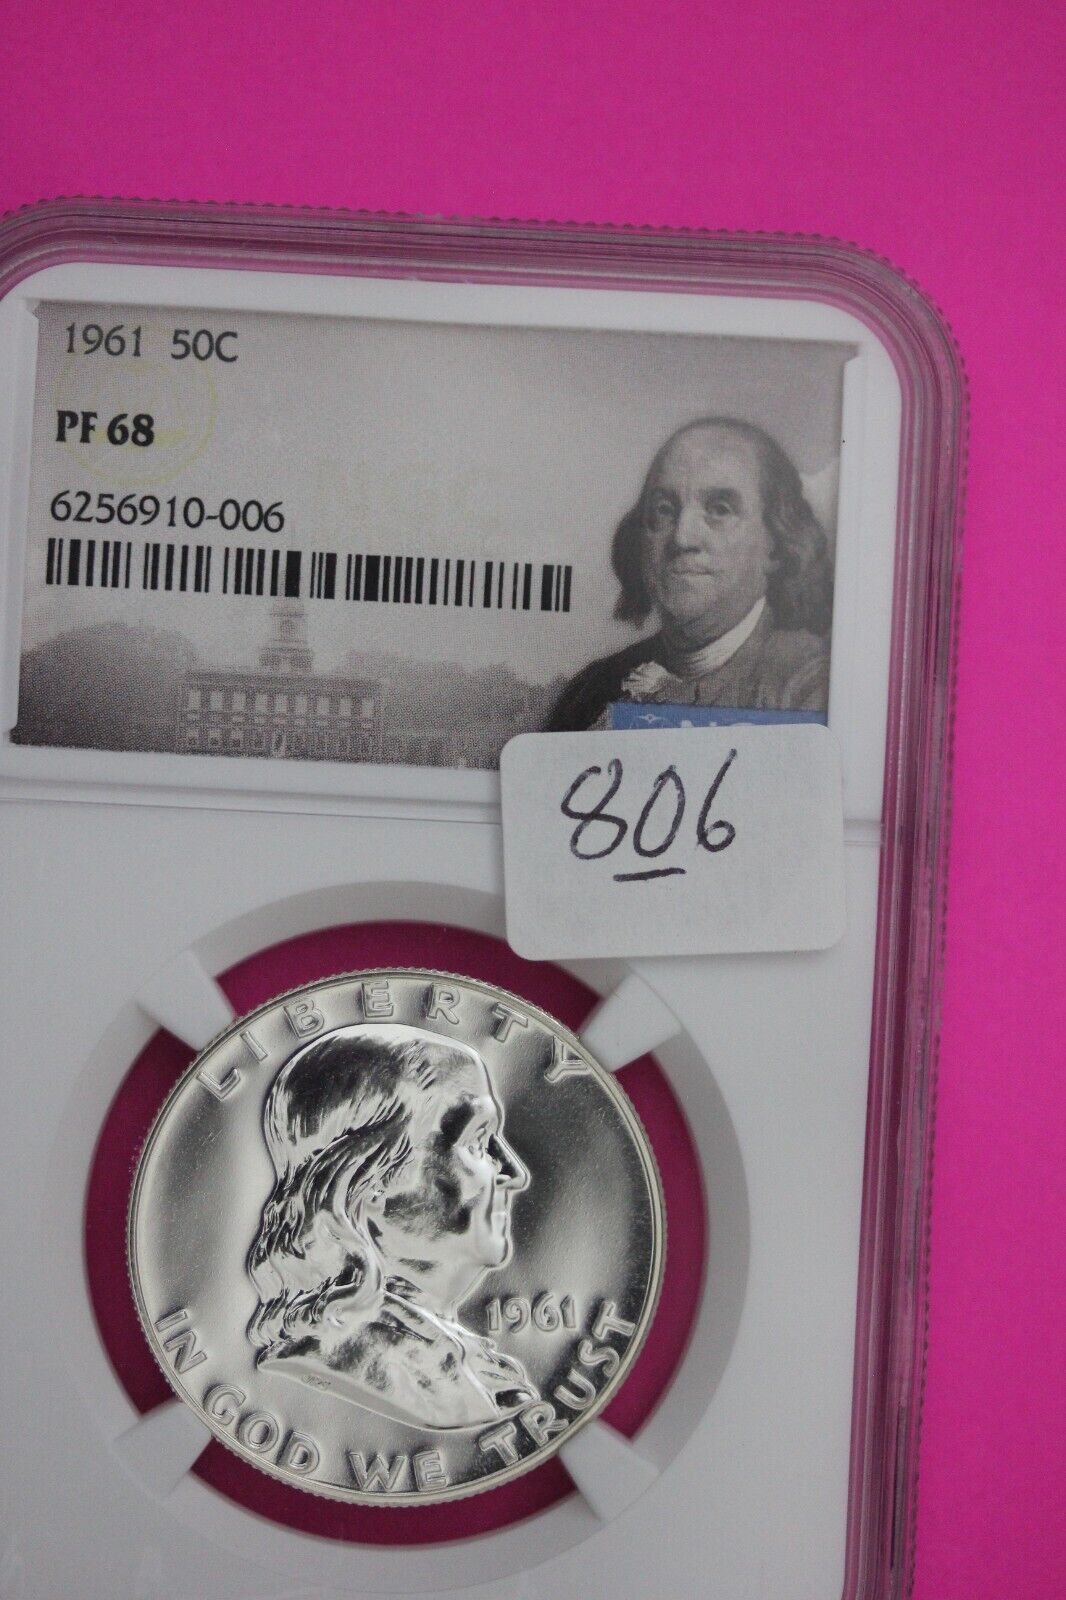 1961 50C
PF 68
6256910-006
806
LIBERTY
1961
IN GOD WE TRUST